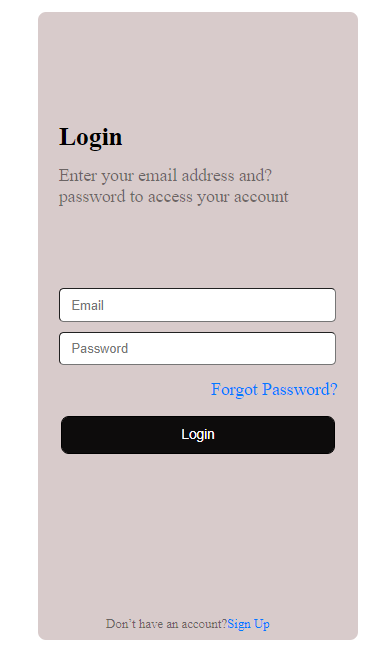 Login
Enter your email address and?
password to access your account
Email
Password
Forgot Password?
Login
Don't have an account?Sign Up